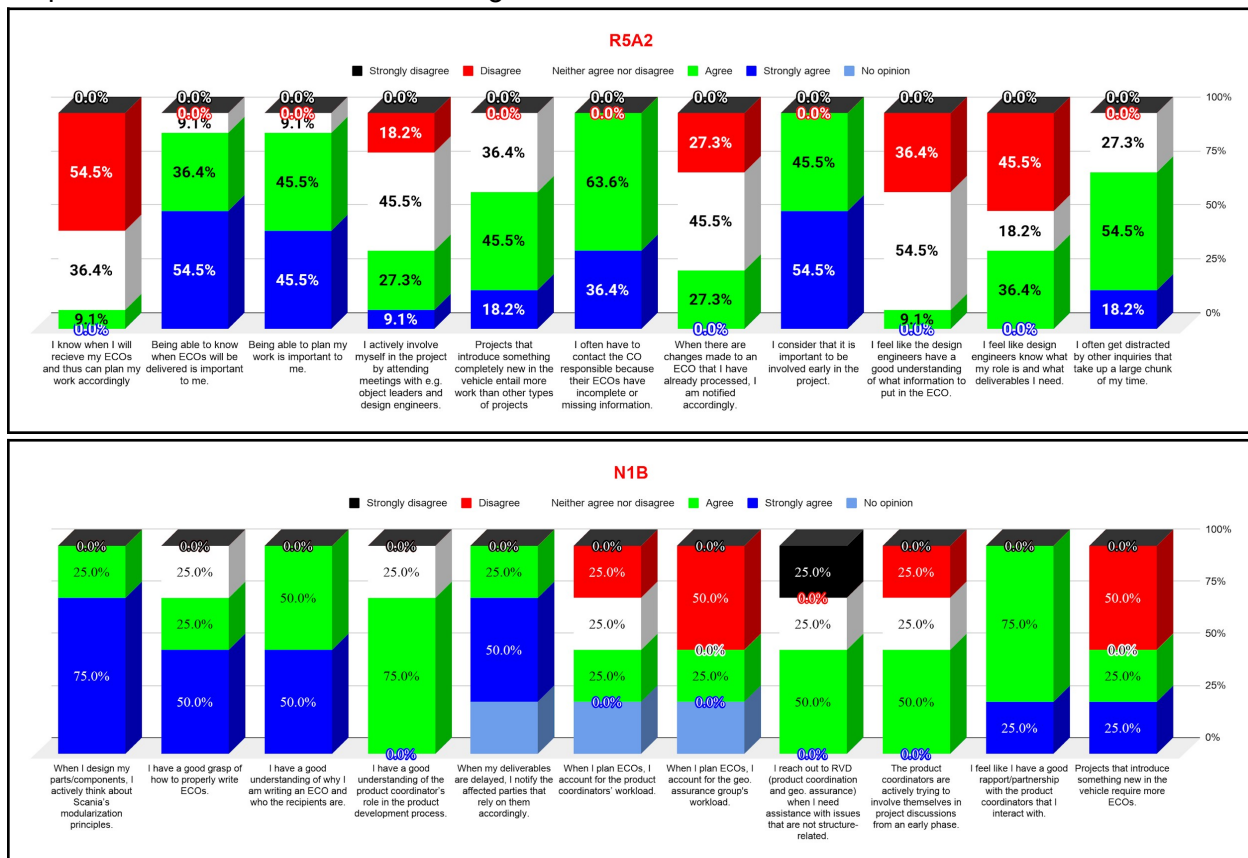 R5A2
Strongly disagree Disagree Neither agree nor disagree Agree Strongly agree No opinion
0.0% 0.0% 0.0% 0.0% 0.0% 0.0% 0.0% 0.0% 0.0% 0.0% 0.0%
100%
0.0% 0.0% 0.0% 0.0% 0.0% 0.0%
9.1% 9.1%
18.2% 36.4% 27.3% 36.4% 45.5% 27.3%
75%
54.5% 36.4% 45.5% 45.5% 45.5% 63.6% 45.5% 45.5% 54.5% 18.2% 54.5%
50%
36.4% 54.5% 45.5% 27.3% 18.2% 36.4% 27.3% 54.5% 9.1% 36.4% 18.2%
25%
9.1% 9.1%
0.0% 0.0% 0.0% 0.0%
0%
I know when I will
recieve my ECOs
and thus can plan my
work accordingly
Being able to know
when ECOs will be
delivered is important
to me.
Being able to plan my
work is important to
me.
I actively involve
myself in the project
by attending
meetings with e.g.
object leaders and
design engineers.
Projects that
introduce something
completely new in the
vehicle entail more
work than other types
of projects
I often have to
contact the CO
responsible because
their ECOs have
incomplete or
missing information.
When there are
changes made to an
ECO that I have
already processed, I
am notified
accordingly.
I consider that it is
important to be
involved early in the
project.
I feel like the design
engineers have a
good understanding
of what information to
put in the ECO.
I feel like design
engineers know what
my role is and what
deliverables I need.
I often get distracted
by other inquiries that
take up a large chunk
of my time.
N1B
Strongly disagree Disagree Neither agree nor disagree Agree Strongly agree No opinion
100%
0.0% 0.0% 0.0% 0.0% 0.0% 0.0% 0.0% 0.0% 0.0% 0.0%
25.0% 25.0% 25.0% 25.0% 25.0% 25.0% 25.0%
50.0% 50.0% 75.0% 50.0%
75%
0.0%
25.0% 50.0% 25.0% 25.0% 25.0%
50%
0.0% 0.0%
75.0% 50.0% 50.0% 75.0% 25.0% 25.0% 50.0% 50.0% 25.0%
25%
0.0% 0.0% 25.0% 25.0%
0.0% 0.0% 0.0%
0%
When I design my
parts/components, I
actively think about
Scania's
modularization
principles.
I have a good grasp of
how to properly write
ECOs.
I have a good
understanding of why I
am writing an ECO and
who the recipients are.
I have a good
understanding of the
product coordinator's
role in the product
development process.
When my deliverables
are delayed, I notify the
affected parties that
rely on them
accordingly.
When I plan ECOs, I
account for the product
coordinators' workload.
When I plan ECOs, I
account for the geo.
assurance group's
workload.
I reach out to RVD
(product coordination
and geo. assurance)
when I need
assistance with issues
that are not structure-
related.
The product
coordinators are
actively trying to
involve themselves in
project discussions
from an early phase.
I feel like I have a good
rapport/partnership
with the product
coordinators that I
interact with.
Projects that introduce
something new in the
vehicle require more
ECOs.